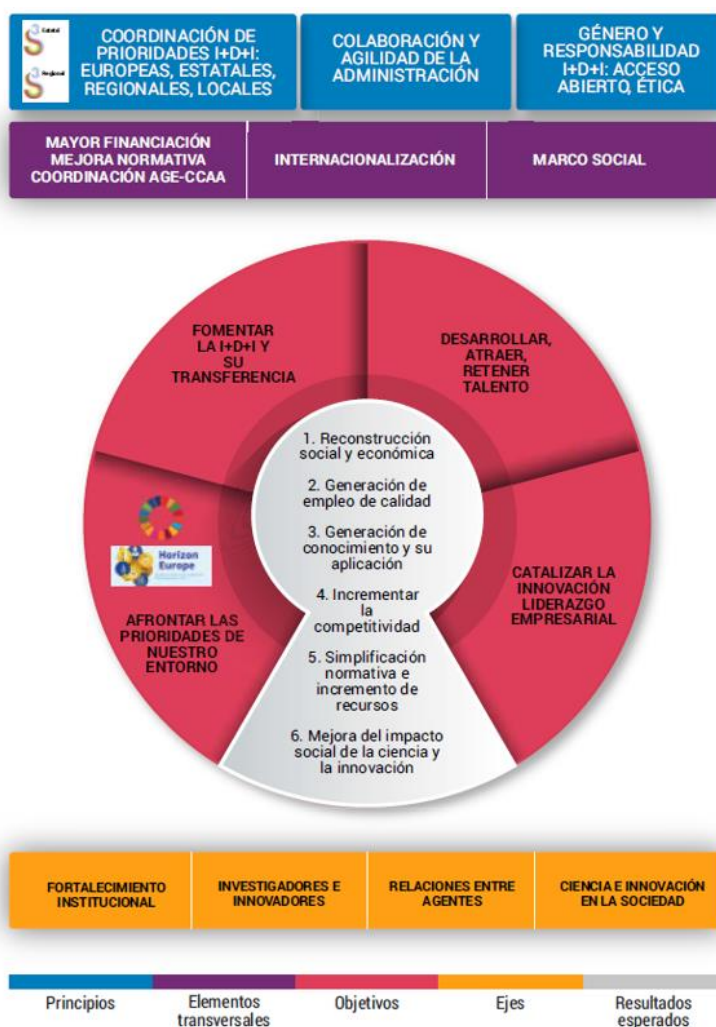 Estatal
Regional
COORDINACIÓN DE
PRIORIDADES I+D+I:
EUROPEAS, ESTATALES,
REGIONALES, LOCALES
COLABORACIÓN Y
AGILIDAD DE LA
ADMINISTRACIÓN
GÉNERO Y
RESPONSABILIDAD
I+D+I: ACCESO
ABIERTO, ÉTICA
MAYOR FINANCIACIÓN
MEJORA NORMATIVA
COORDINACIÓN AGE-CCAA
INTERNACIONALIZACIÓN
MARCO SOCIAL
FOMENTAR
LA I+D+I Y
SU
TRANSFERENCIA
DESARROLLAR,
ATRAER,
RETENER
TALENTO
1. Reconstrucción
social y económica
2. Generación de
empleo de calidad
3. Generación de
conocimiento y su
aplicación
4. Incrementar
la
competitividad
5. Simplificación
normativa e
incremento de
recursos
6. Mejora del impacto
social de la ciencia y
la innovación
Horizon
Europe
AFRONTAR LAS
PRIORIDADES DE
NUESTRO
ENTORNO
CATALIZAR LA
INNOVACIÓN
LIDERAZGO
EMPRESARIAL
FORTALECIMIENTO
INSTITUCIONAL
INVESTIGADORES E
INNOVADORES
RELACIONES ENTRE
AGENTES
CIENCIA E INNOVACIÓN
EN LA SOCIEDAD
Principios
Elementos
transversales
Objetivos
Ejes
Resultados
esperados